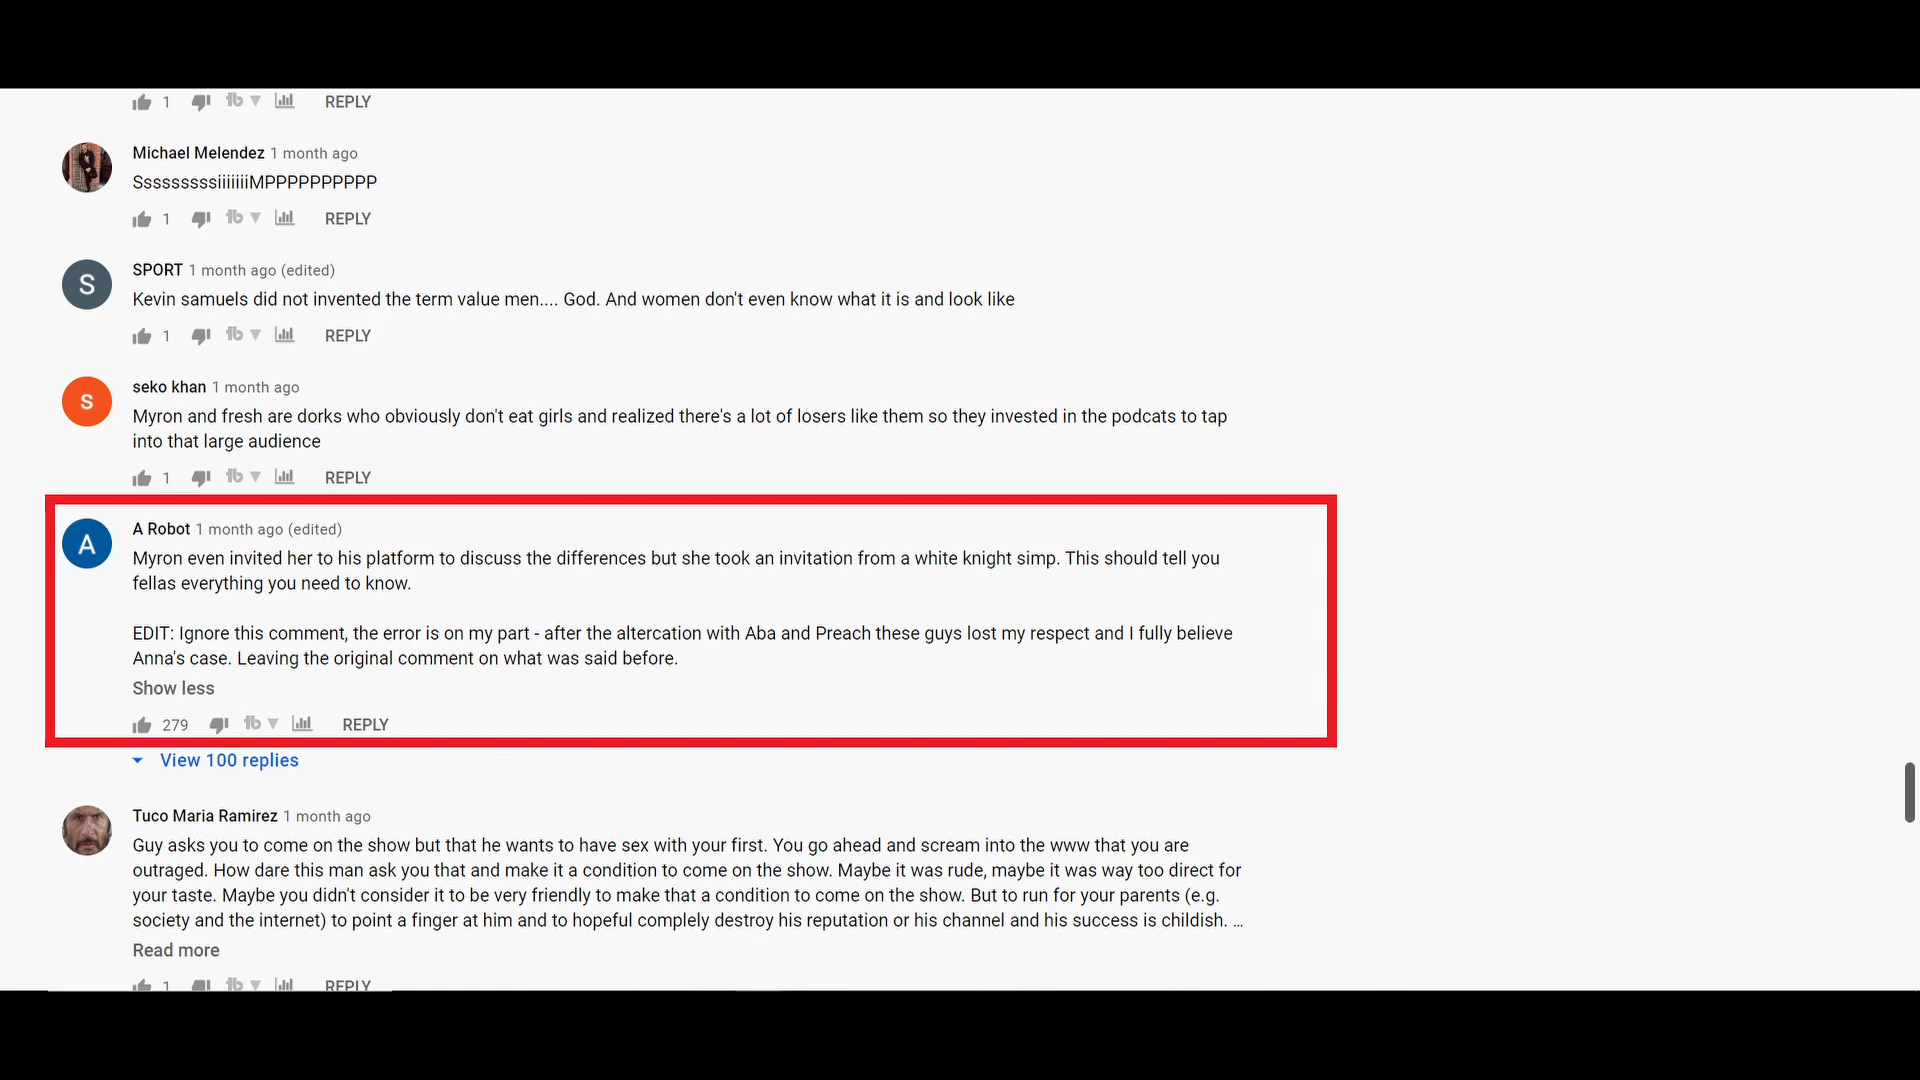 1 REPLY
Michael Melendez 1 month ago
SsssssssssiiiiiiiMPPPPPPPPPP
1 REPLY
S
SPORT 1 month ago (edited)
Kevin samuels did not invented the term value men.... God. And women don't even know what it is and look like
1 REPLY
s
seko khan 1 month ago
Myron and fresh are dorks who obviously don't eat girls and realized there's a lot of losers like them so they invested in the podcats to tap
into that large audience
1 REPLY
A
A Robot 1 month ago (edited)
Myron even invited her to his platform to discuss the differences but she took an invitation from a white knight simp. This should tell you
fellas everything you need to know.
EDIT: Ignore this comment, the error is on my part - after the altercation with Aba and Preach these guys lost my respect and I fully believe
Anna's case. Leaving the original comment on what was said before.
Show less
279 REPLY
View 100 replies
Tuco Maria Ramirez 1 month ago
Guy asks you to come on the show but that he wants to have sex with your first. You go ahead and scream into the www that you are
outraged. How dare this man ask you that and make it a condition to come on the show. Maybe it was rude, maybe it was way too direct for
your taste. Maybe you didn't consider it to be very friendly to make that a condition to come on the show. But to run for your parents (e.g.
society and the internet) to point a finger at him and to hopeful complely destroy his reputation or his channel and his success is childish. ...
Read more
1 REPLY